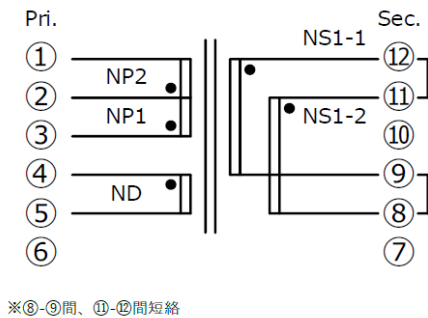 Pri. Sec.
NS1-1
① ⑫
NP2
② ⑪
NP1 NS1-2
③ ⑩
④ ⑨
ND
⑤ ⑧
⑥ ⑦
※⑧-⑨間、⑪-⑫間短絡